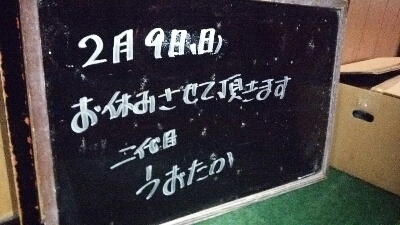 2月9日(日)
お休みさせて頂きます
二代目
うおたか